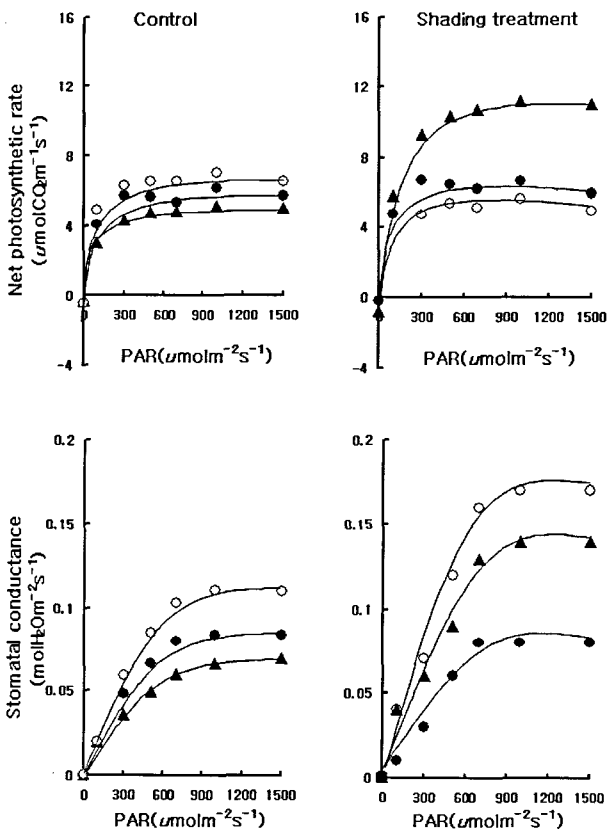 Control
Shading treatment
Net photosynthetic rate
(umolCO2m⁻¹s⁻¹)
16
12
8
4
0
-4
300 600 900 1200 1500
PAR(umolm⁻²s⁻¹)
16
12
8
4
0
-4
300 600 900 1200 1500
PAR(umolm⁻²s⁻¹)
Stomatal conductance
(molH2Om⁻²s⁻¹)
0.2
0.15
0.1
0.05
0
0 300 600 900 1200 1500
PAR(umolm⁻²s⁻¹)
0.2
0.15
0.1
0.05
0
0 300 600 900 1200 1500
PAR(umolm⁻²s⁻¹)